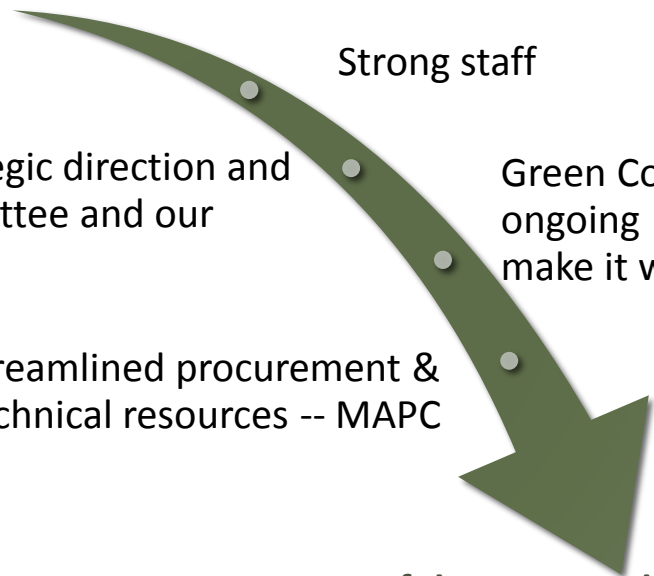 Strong staff
egic direction and
ttee and our
Green Co
ongoing
make it w
reamlined procurement &
chnical resources -- MAPC